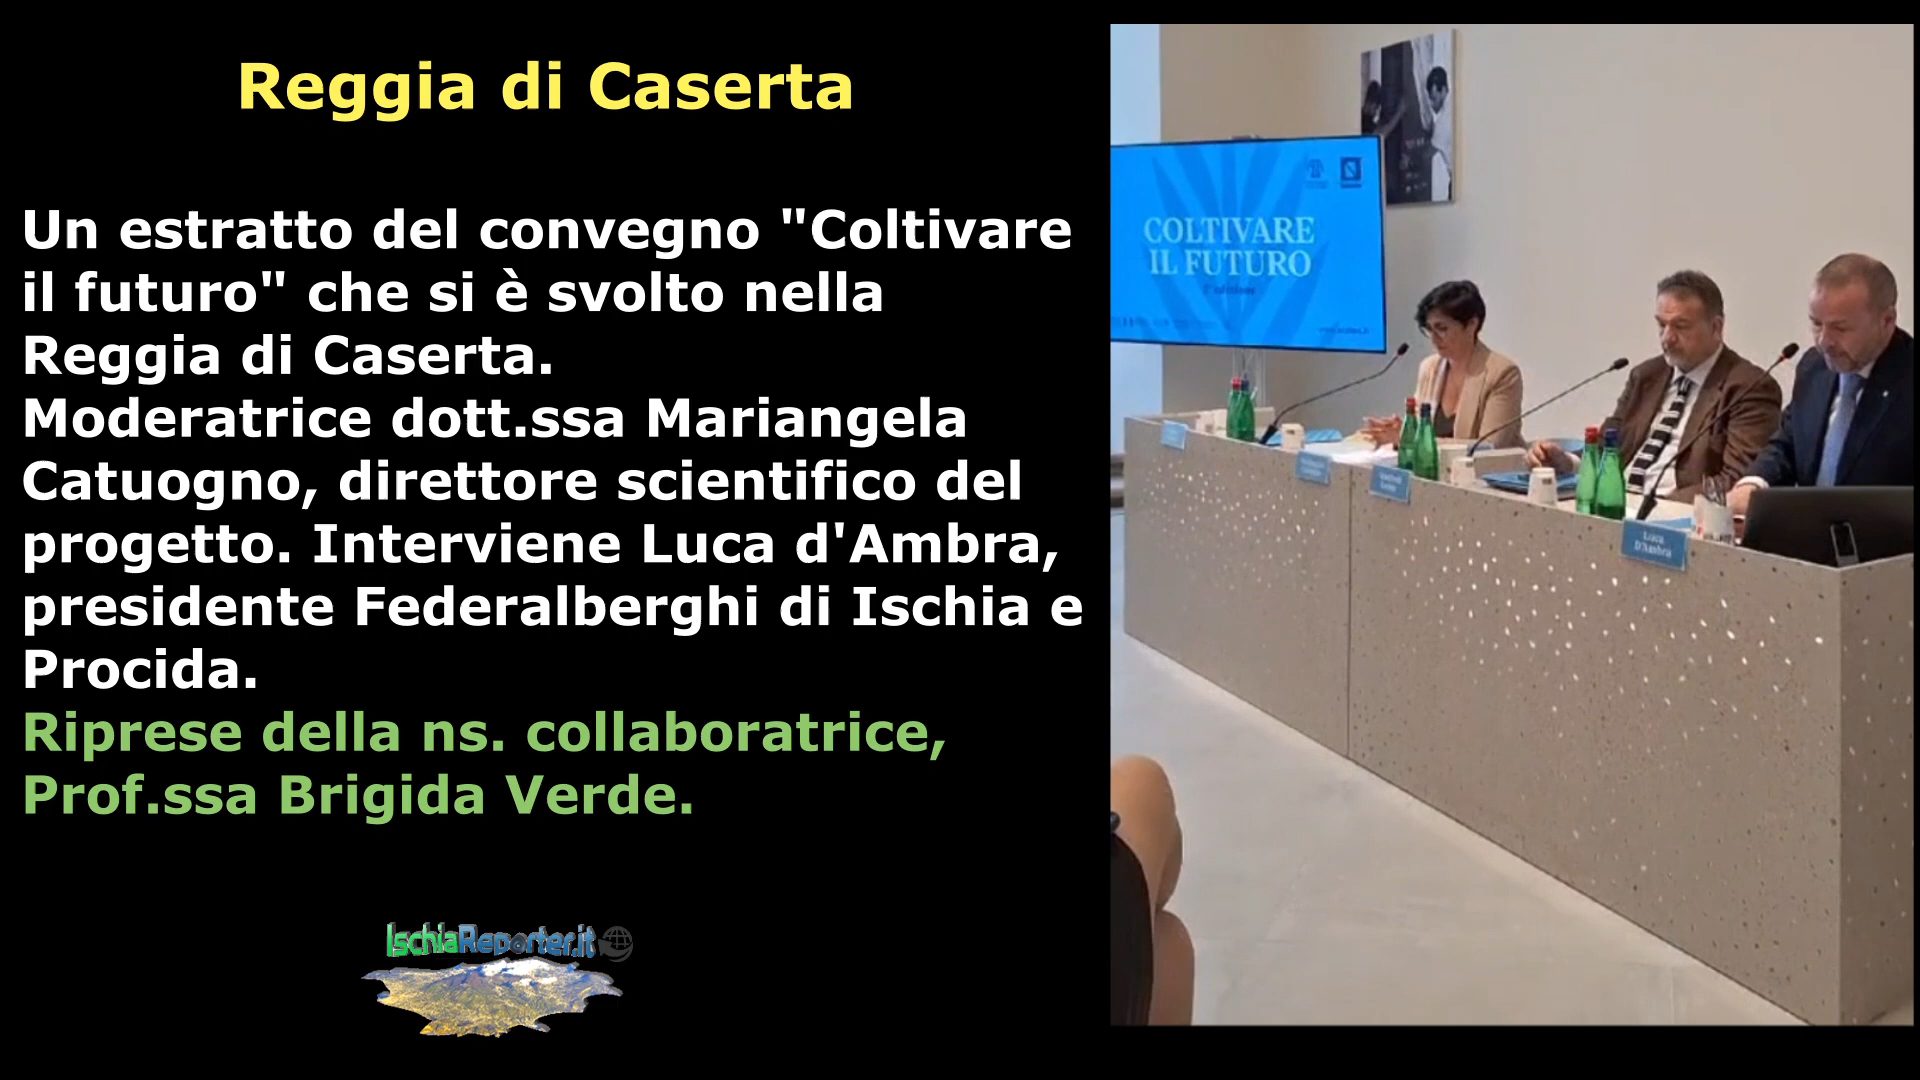 Reggia di Caserta
Un estratto del convegno "Coltivare
il futuro" che si è svolto nella
Reggia di Caserta.
Moderatrice dott.ssa Mariangela
Catuogno, direttore scientifico del
progetto. Interviene Luca d'Ambra,
presidente Federalberghi di Ischia e
Procida.
Riprese della ns. collaboratrice,
Prof.ssa Brigida Verde.
IschiaReporter.it
COLTIVARE
IL FUTURO
Luca
D'Ambra